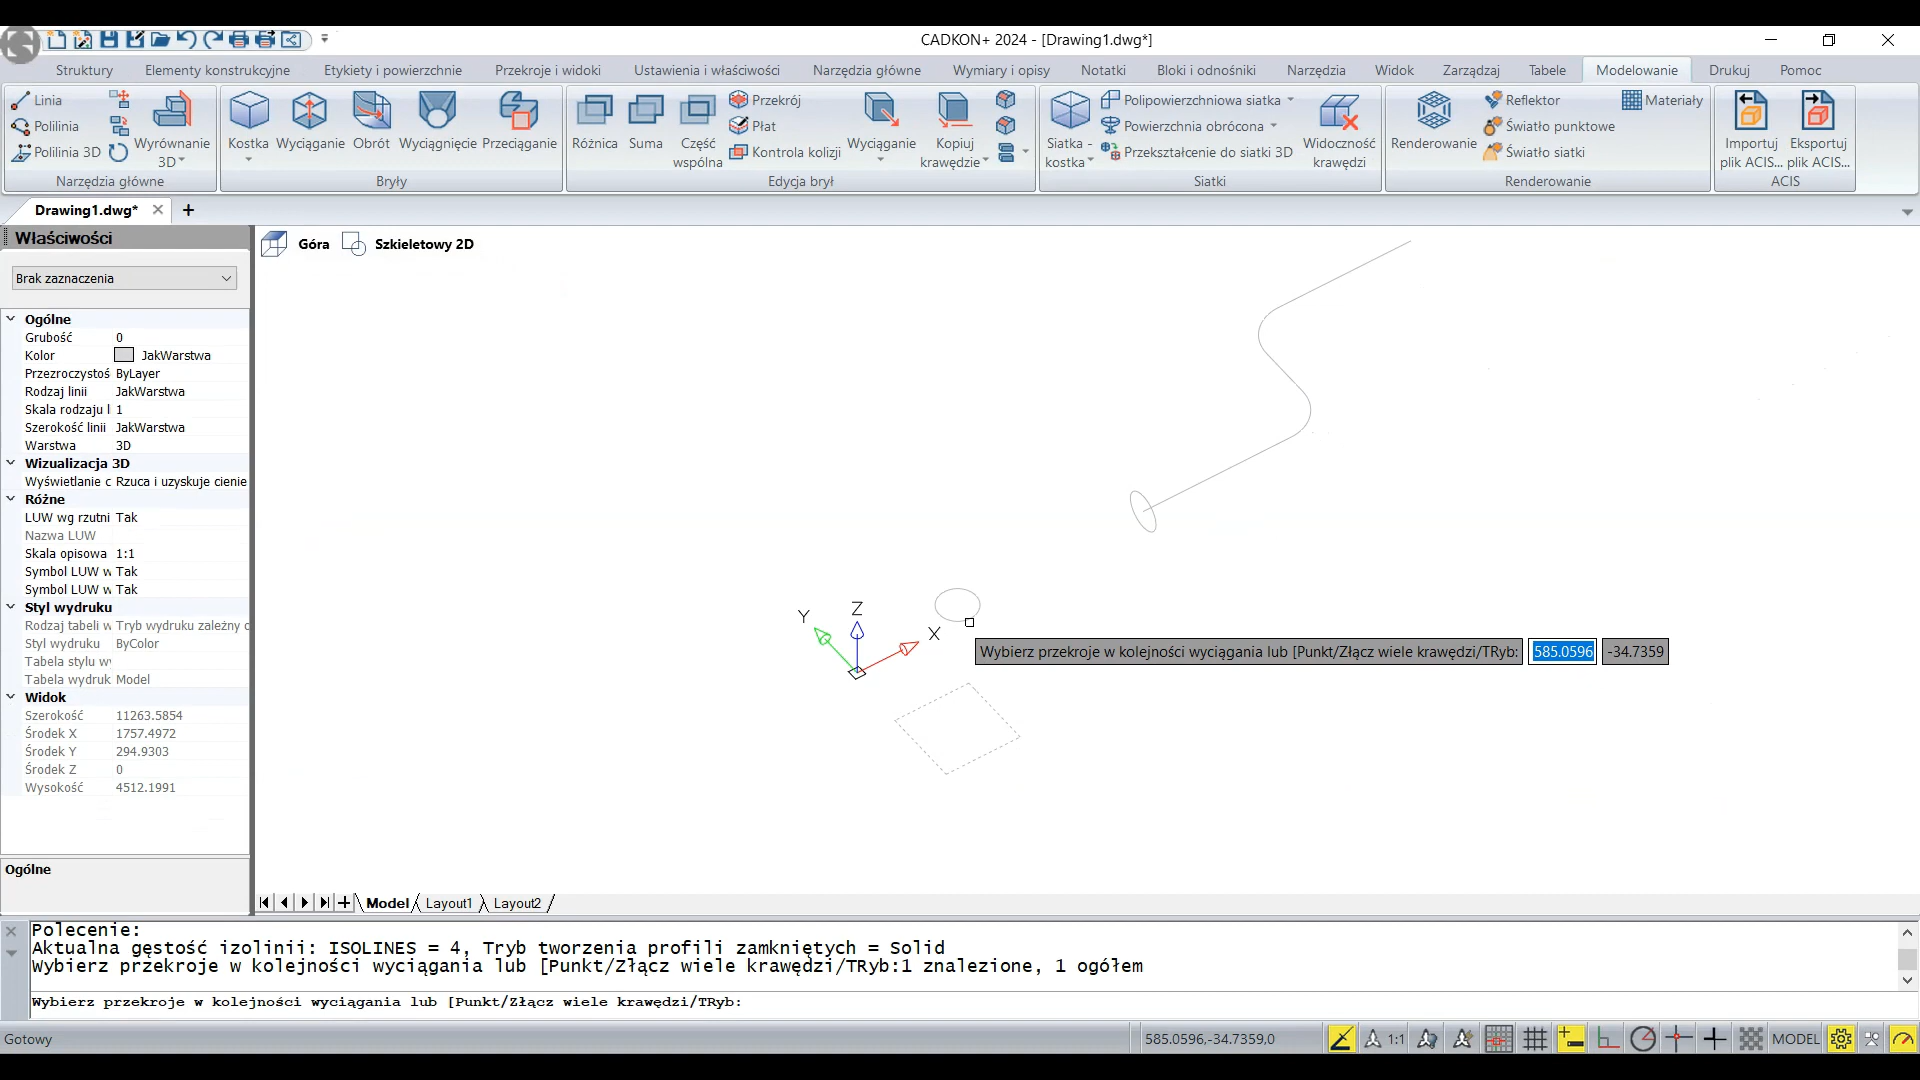 CADKON+ 2024 - [Drawing1.dwg*]
Struktury Elementy konstrukcyjne Etykiety i powierzchnie Przekroje i widoki Ustawienia i właściwości Narzędzia główne Wymiary i opisy Notatki Bloki i odnośniki Narzędzia Widok Zarządzaj Tabele Modelowanie Drukuj Pomoc
Linia
Polilinia
Polilinia 3D
Wyrównanie
3D
Narzędzia główne
Kostka Wyciąganie Obrót Wyciągnięcie Przeciąganie
Bryły
Różnica Suma Część
wspólna
Przekrój
Płat
Kontrola kolizji
Wyciąganie Kopiuj
krawędzie
Edycja brył
Siatka -
kostka
Polipowierzchniowa siatka
Powierzchnia obrócona
Przekształcenie do siatki 3D
Widoczność
krawędzi
Siatki
Renderowanie
Reflektor
Światło punktowe
Światło siatki
Materiały
Renderowanie
Importuj
plik ACIS...
Eksportuj
plik ACIS...
ACIS
Drawing1.dwg*
Właściwości
Brak zaznaczenia
Ogólne
Grubość 0
Kolor JakWarstwa
Przezroczystoś ByLayer
Rodzaj linii JakWarstwa
Skala rodzaju l 1
Szerokość linii JakWarstwa
Warstwa 3D
Wizualizacja 3D
Wyświetlanie c Rzuca i uzyskuje cienie
Różne
LUW wg rzutni Tak
Nazwa LUW
Skala opisowa 1:1
Symbol LUW w Tak
Symbol LUW w Tak
Styl wydruku
Rodzaj tabeli w Tryb wydruku zależny o
Styl wydruku ByColor
Tabela stylu wy
Tabela wydruk Model
Widok
Szerokość 11263.5854
Środek X 1757.4972
Środek Y 294.9303
Środek Z 0
Wysokość 4512.1991
Ogólne
Góra Szkieletowy 2D
Y Z X
Wybierz przekroje w kolejności wyciągania lub [Punkt/Złącz wiele krawędzi/TRyb: 585.0596 -34.7359
Model Layout1 Layout2
Polecenie:
Aktualna gęstość izolinii: ISOLINES = 4, Tryb tworzenia profili zamkniętych = Solid
Wybierz przekroje w kolejności wyciągania lub [Punkt/Złącz wiele krawędzi/TRyb:1 znalezione, 1 ogółem
Wybierz przekroje w kolejności wyciągania lub [Punkt/Złącz wiele krawędzi/TRyb:
Gotowy 585.0596,-34.7359,0 1:1 MODEL